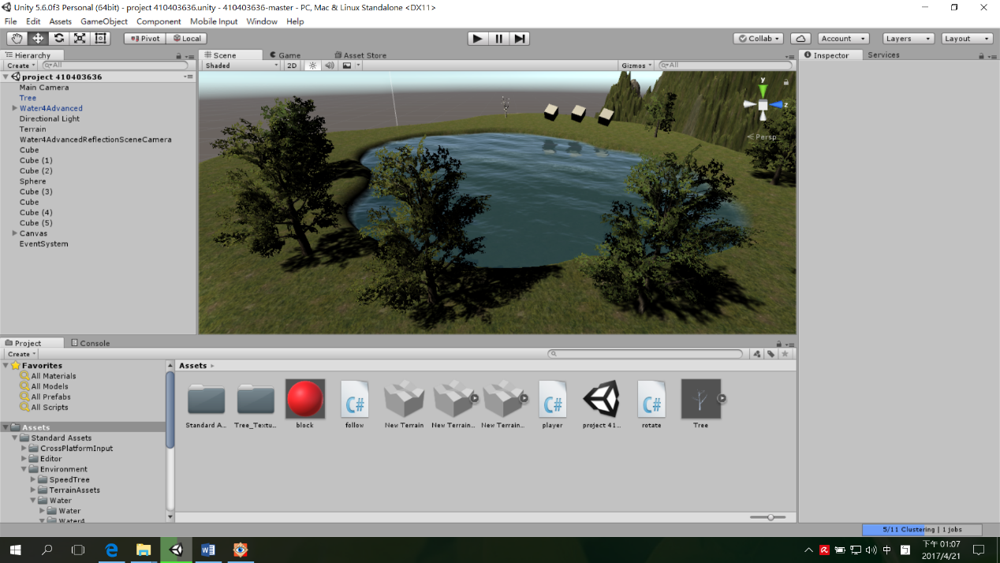 Unity 5.6.0f3 Personal (64bit) - project 410403636.unity - 410403636-master - PC, Mac & Linux Standalone <DX11>
File Edit Assets GameObject Component Mobile Input Window Help
Pivot Local Collab Account Layers Layout
Hierarchy
Create All
project 410403636
Main Camera
Tree
Water4Advanced
Directional Light
Terrain
Water4AdvancedReflectionSceneCamera
Cube
Cube (1)
Cube (2)
Sphere
Cube (3)
Cube
Cube (4)
Cube (5)
Canvas
EventSystem
Scene Game Asset Store
Shaded 2D Gizmos All
y
z
Persp
Inspector Services
Project Console
Create
Favorites
All Materials
All Models
All Prefabs
All Scripts
Assets
Standard Assets
CrossPlatformInput
Editor
Environment
SpeedTree
TerrainAssets
Water
Water
Water4
Assets
C# C# C#
Standard A... Tree_Textu... block follow New Terrain New Terrain... New Terrain... player project 41... rotate Tree
5/11 Clustering | 1 jobs
中 下午 01:07
2017/4/21